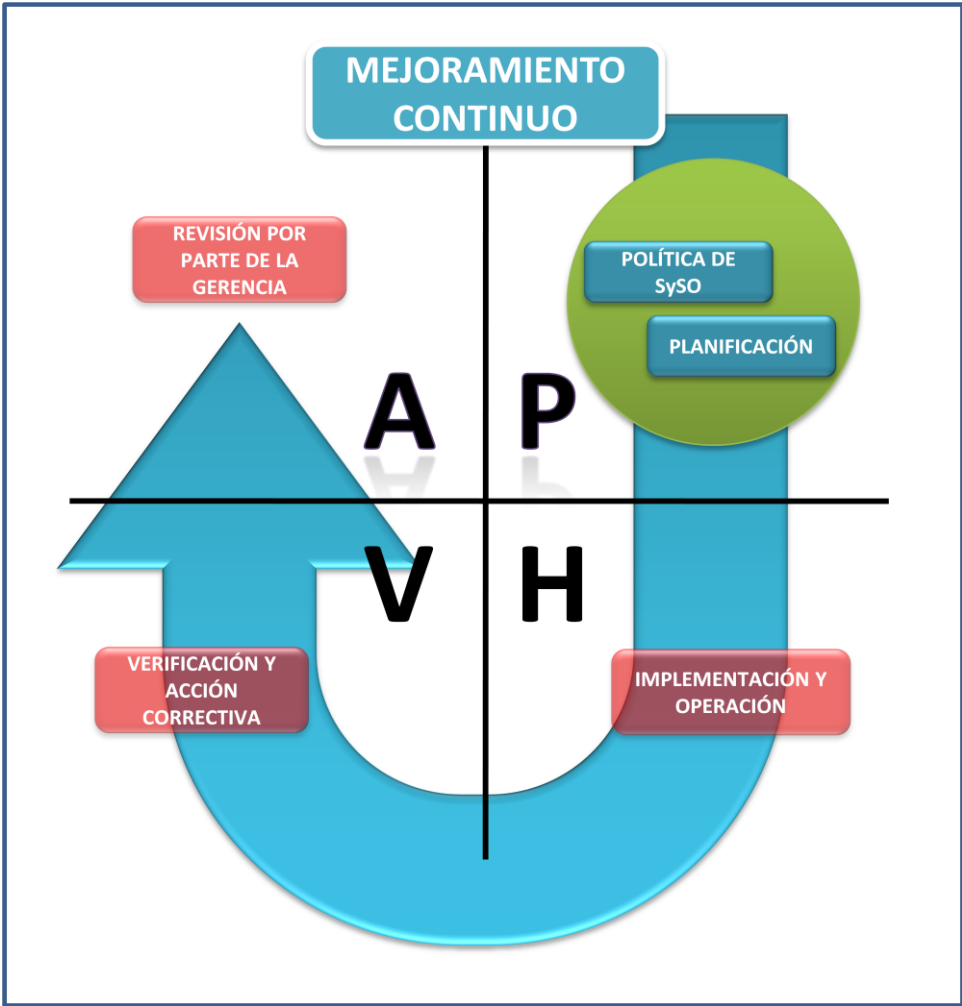 MEJORAMIENTO
CONTINUO
REVISIÓN POR
PARTE DE LA
GERENCIA
POLÍTICA DE
SySO
PLANIFICACIÓN
A
P
V
H
VERIFICACIÓN Y
ACCIÓN
CORRECTIVA
IMPLEMENTACIÓN Y
OPERACIÓN